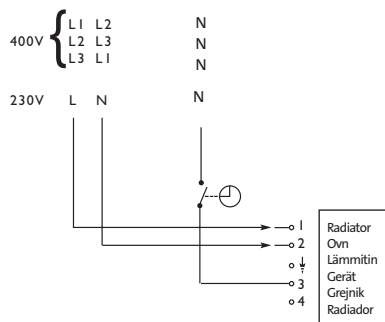 400V { L1 L2 N
L2 L3 N
L3 L1 N
230V L N N
1 Radiator
2 Ovn
Lämmitin
Gerät
3 Grejnik
4 Radiador